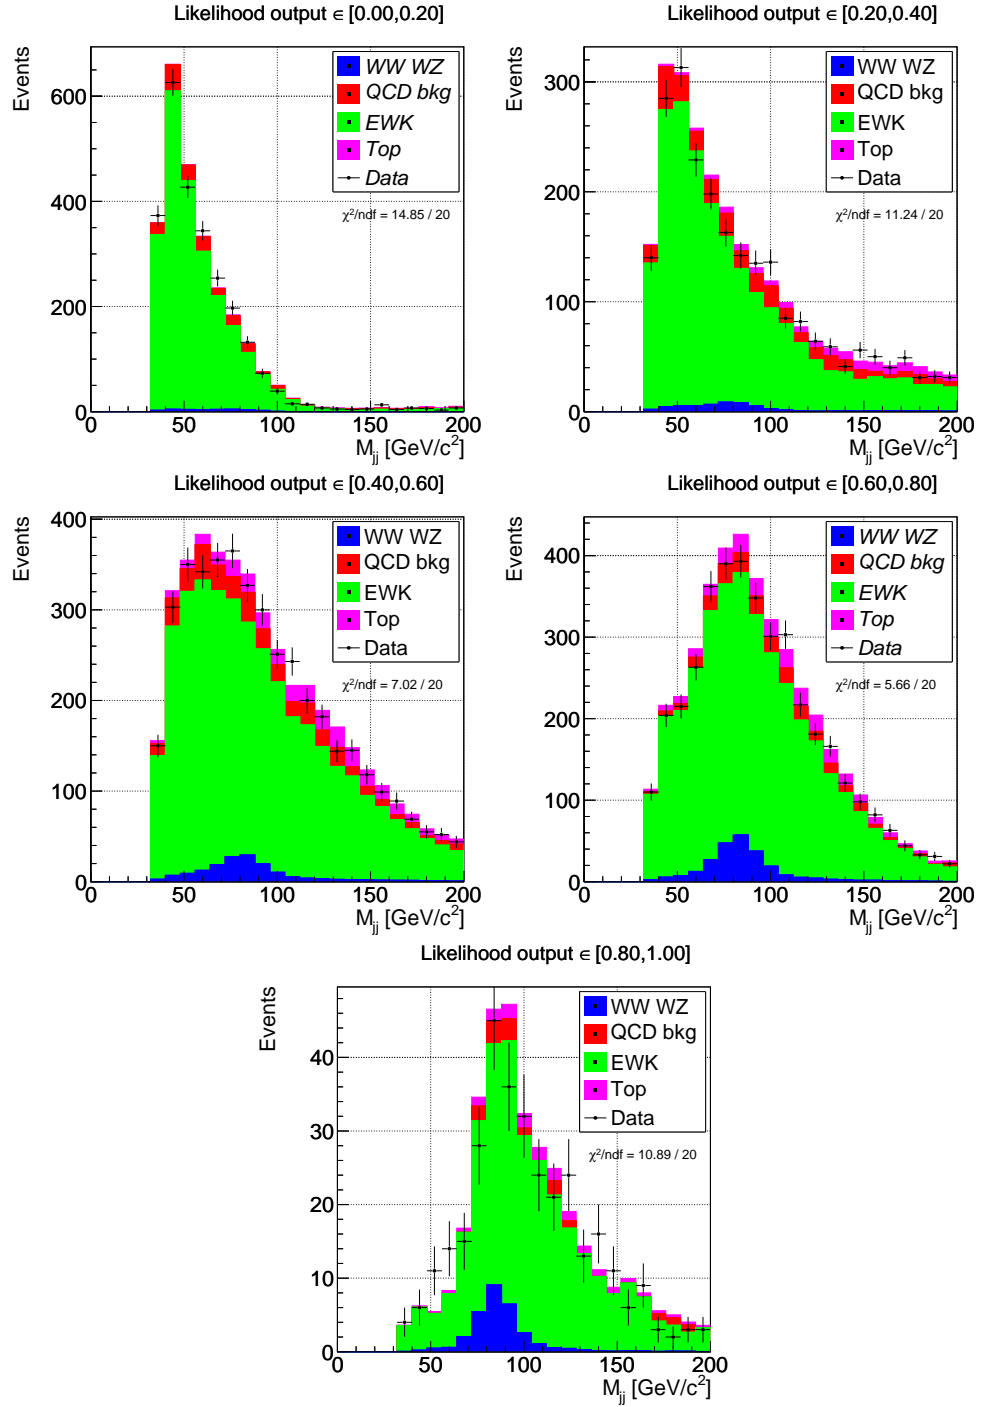 Likelihood output ∈ [0.00,0.20]
Events
600
400
200
0
0 50 100 150 200
M_jj [GeV/c²]
WW WZ
QCD bkg
EWK
Top
Data
χ²/ndf = 14.85 / 20
Likelihood output ∈ [0.20,0.40]
Events
300
200
100
0
0 50 100 150 200
M_jj [GeV/c²]
WW WZ
QCD bkg
EWK
Top
Data
χ²/ndf = 11.24 / 20
Likelihood output ∈ [0.40,0.60]
Events
400
300
200
100
0
0 50 100 150 200
M_jj [GeV/c²]
WW WZ
QCD bkg
EWK
Top
Data
χ²/ndf = 7.02 / 20
Likelihood output ∈ [0.60,0.80]
Events
400
300
200
100
0
0 50 100 150 200
M_jj [GeV/c²]
WW WZ
QCD bkg
EWK
Top
Data
χ²/ndf = 5.66 / 20
Likelihood output ∈ [0.80,1.00]
Events
40
30
20
10
0
0 50 100 150 200
M_jj [GeV/c²]
WW WZ
QCD bkg
EWK
Top
Data
χ²/ndf = 10.89 / 20